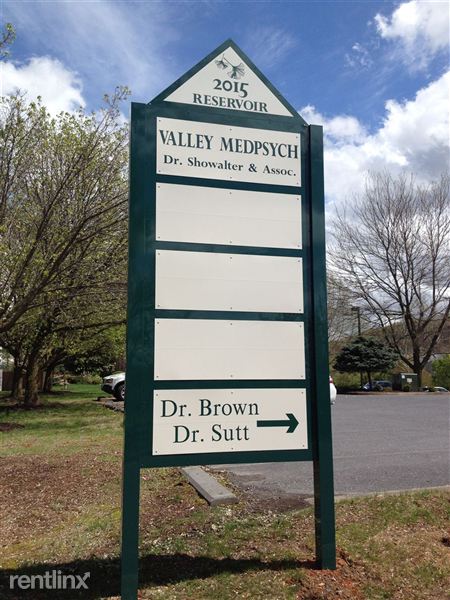 2015
RESERVOIR
VALLEY MEDPSYCH
Dr. Showalter & Assoc.
Dr. Brown
Dr. Sutt
rentlinx